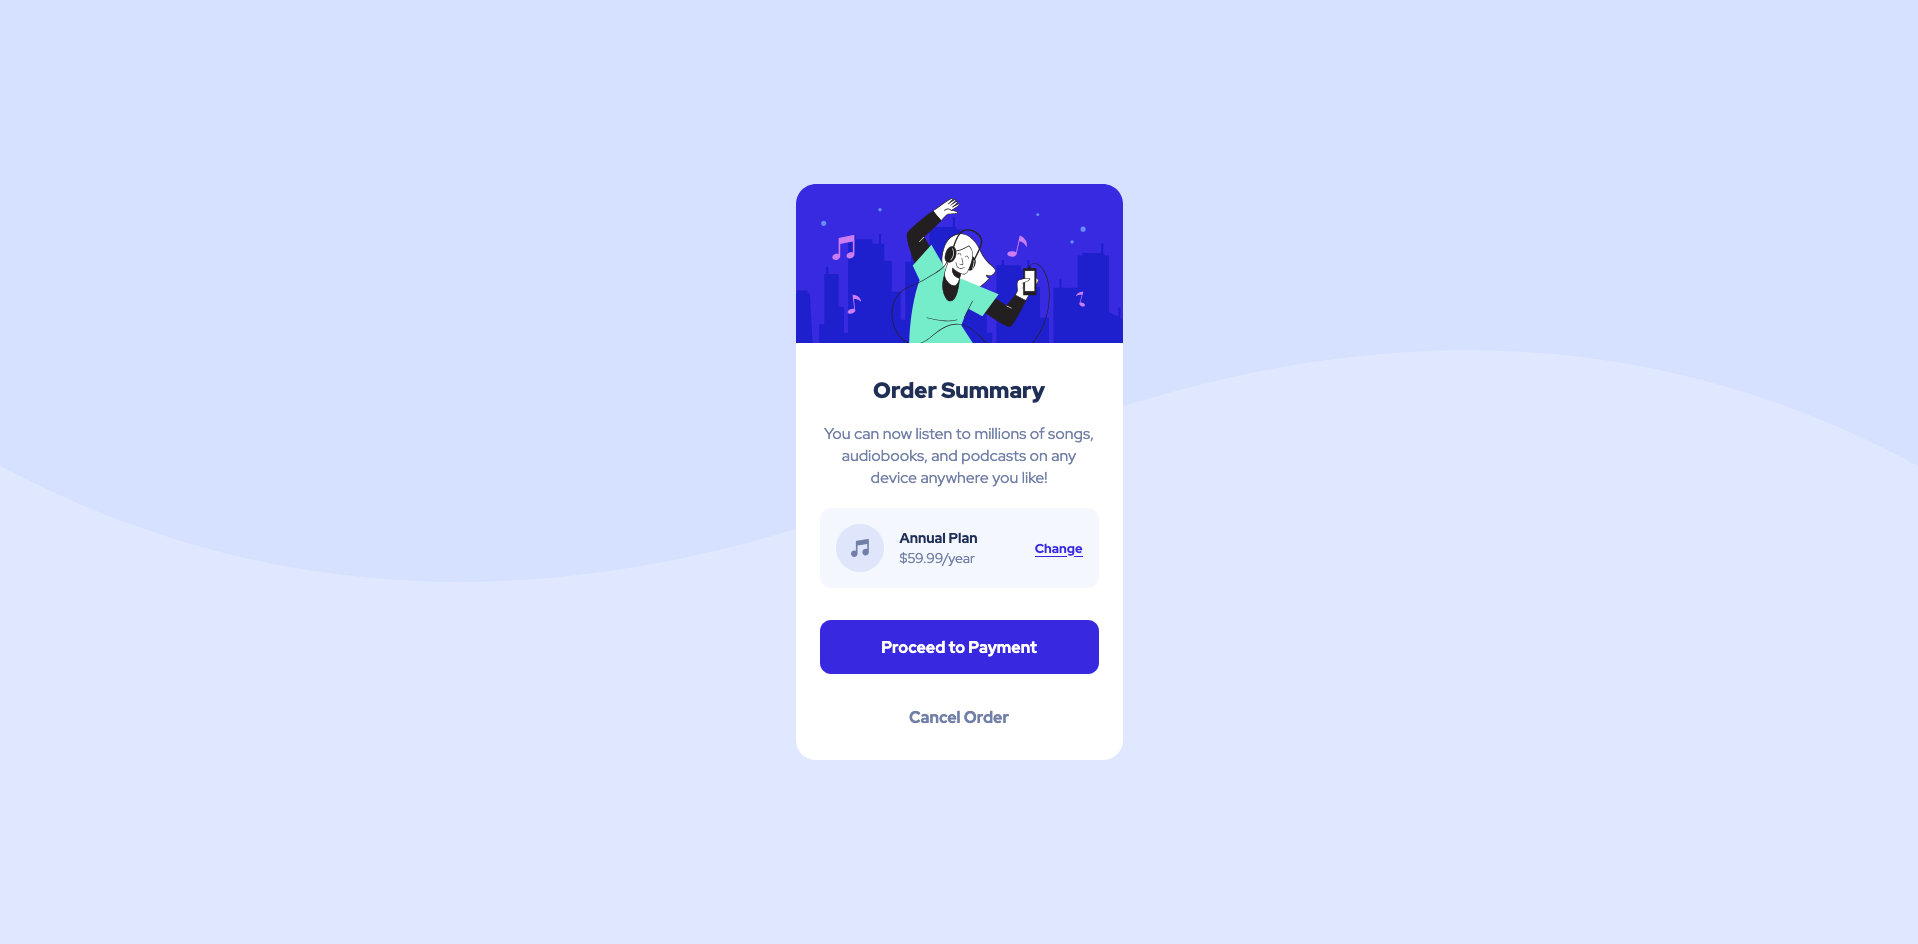 Order Summary
You can now listen to millions of songs,
audiobooks, and podcasts on any
device anywhere you like!
Annual Plan
$59.99/year
Change
Proceed to Payment
Cancel Order